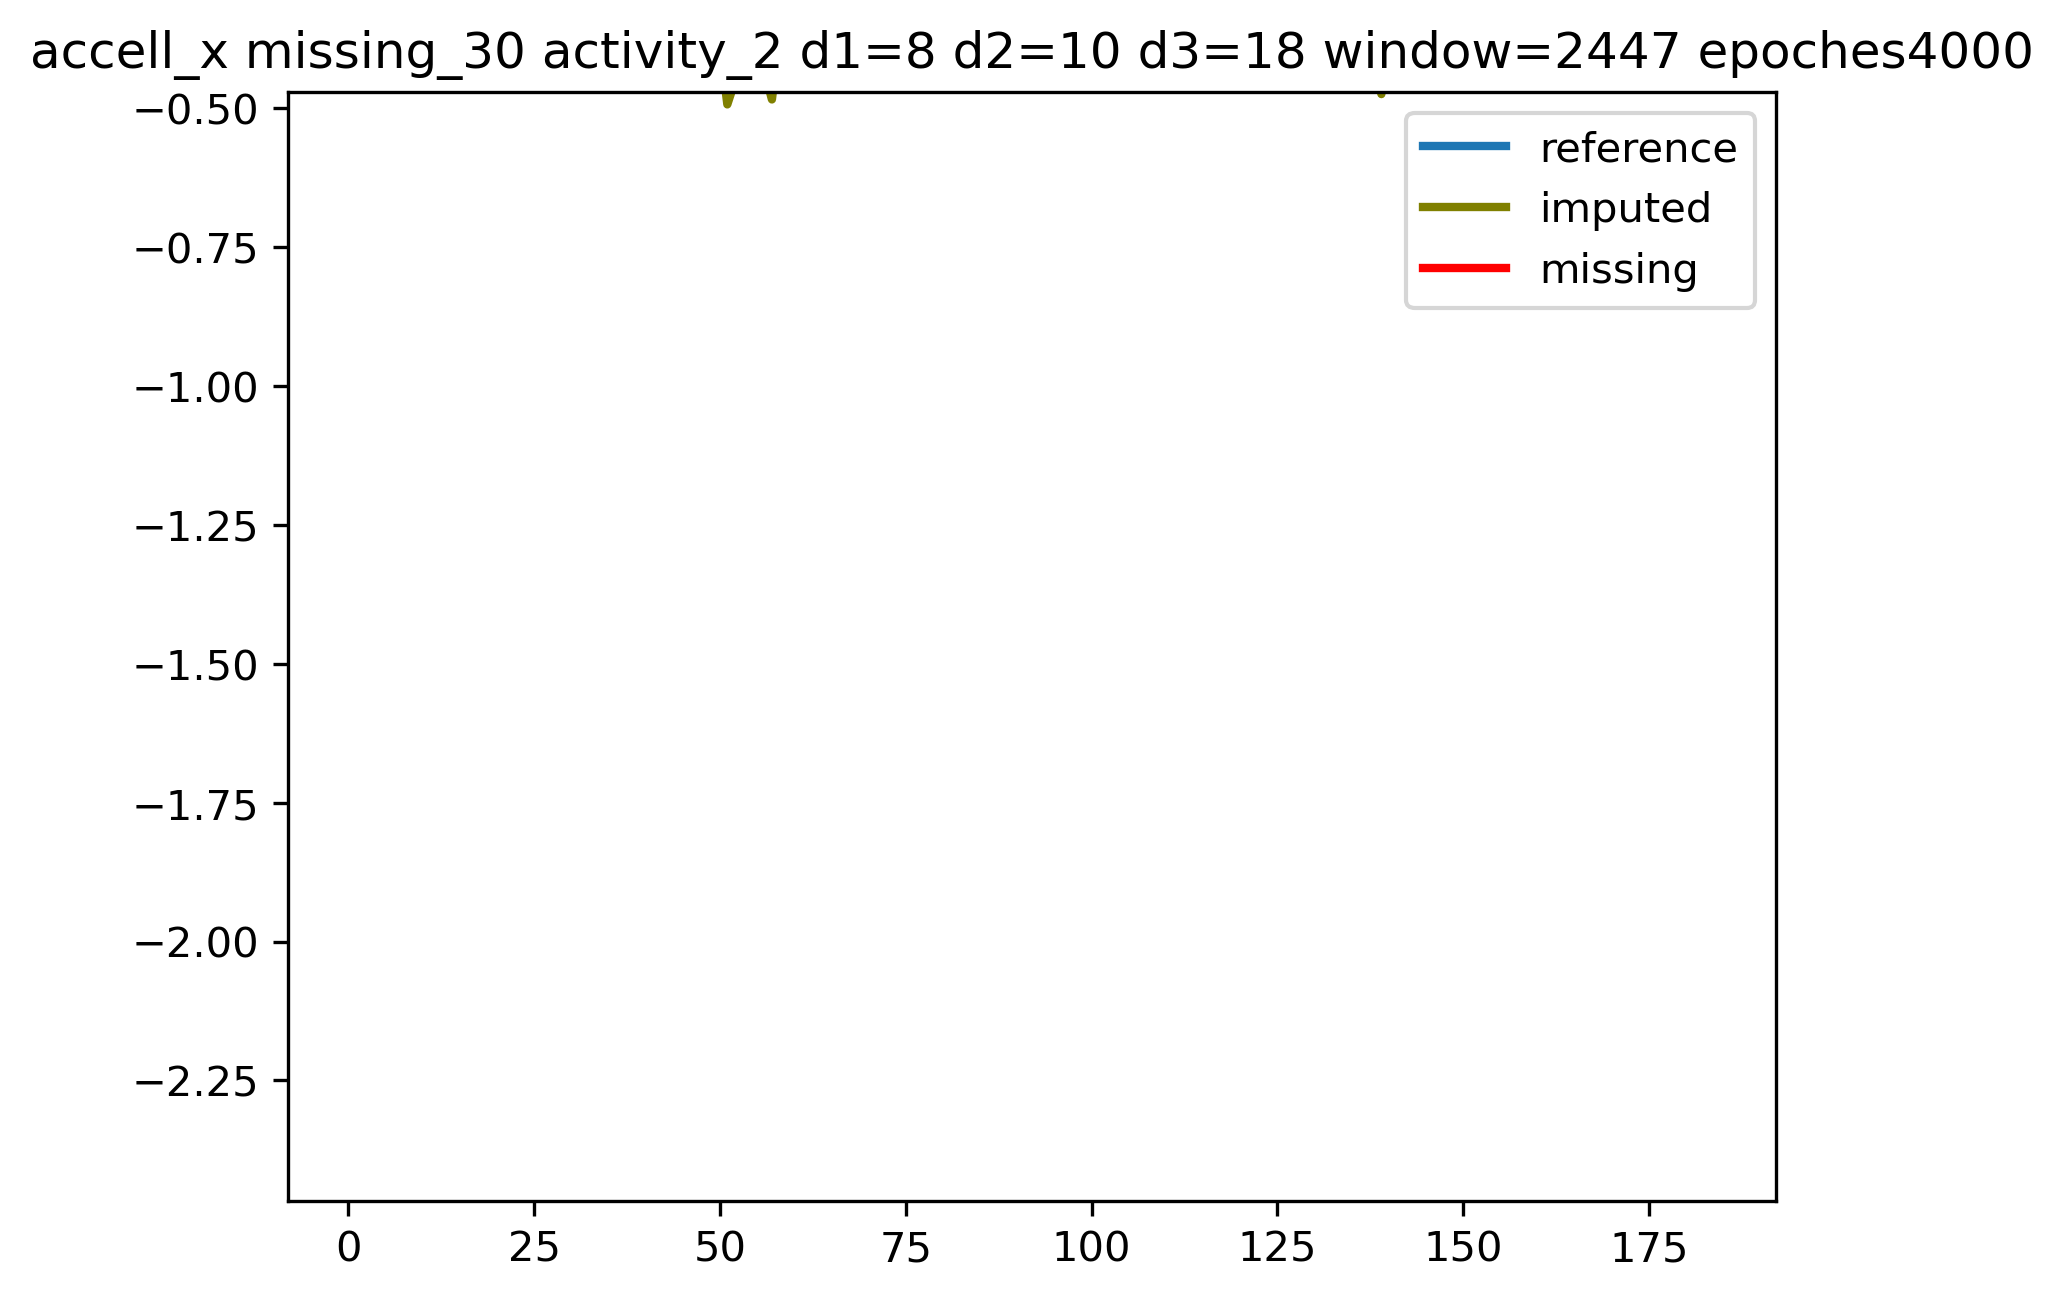 accell_x missing_30 activity_2 d1=8 d2=10 d3=18 window=2447 epoches4000
−0.50
−0.75
−1.00
−1.25
−1.50
−1.75
−2.00
−2.25
reference
imputed
missing
0 25 50 75 100 125 150 175